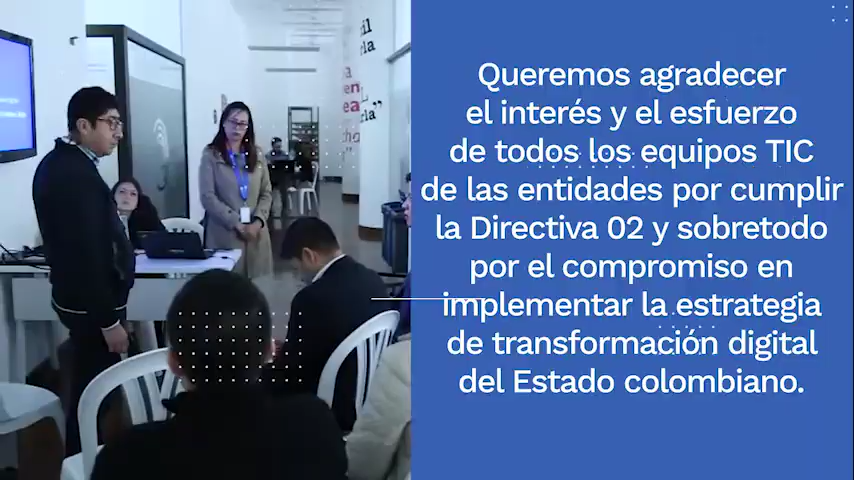 Queremos agradecer
el interés y el esfuerzo
de todos los equipos TIC
de las entidades por cumplir
la Directiva 02 y sobretodo
por el compromiso en
implementar la estrategia
de transformación digital
del Estado colombiano.